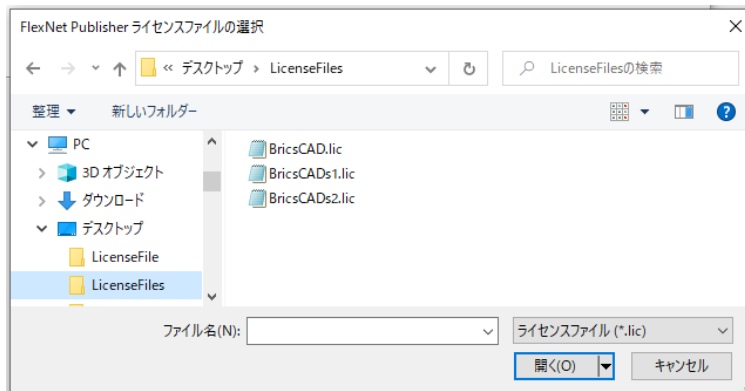 FlexNet Publisher ライセンスファイルの選択
« デスクトップ › LicenseFiles
LicenseFilesの検索
整理
新しいフォルダー
PC
3D オブジェクト
ダウンロード
デスクトップ
LicenseFile
LicenseFiles
BricsCAD.lic
BricsCADs1.lic
BricsCADs2.lic
ファイル名(N):
ライセンスファイル (*.lic)
開く(O)
キャンセル